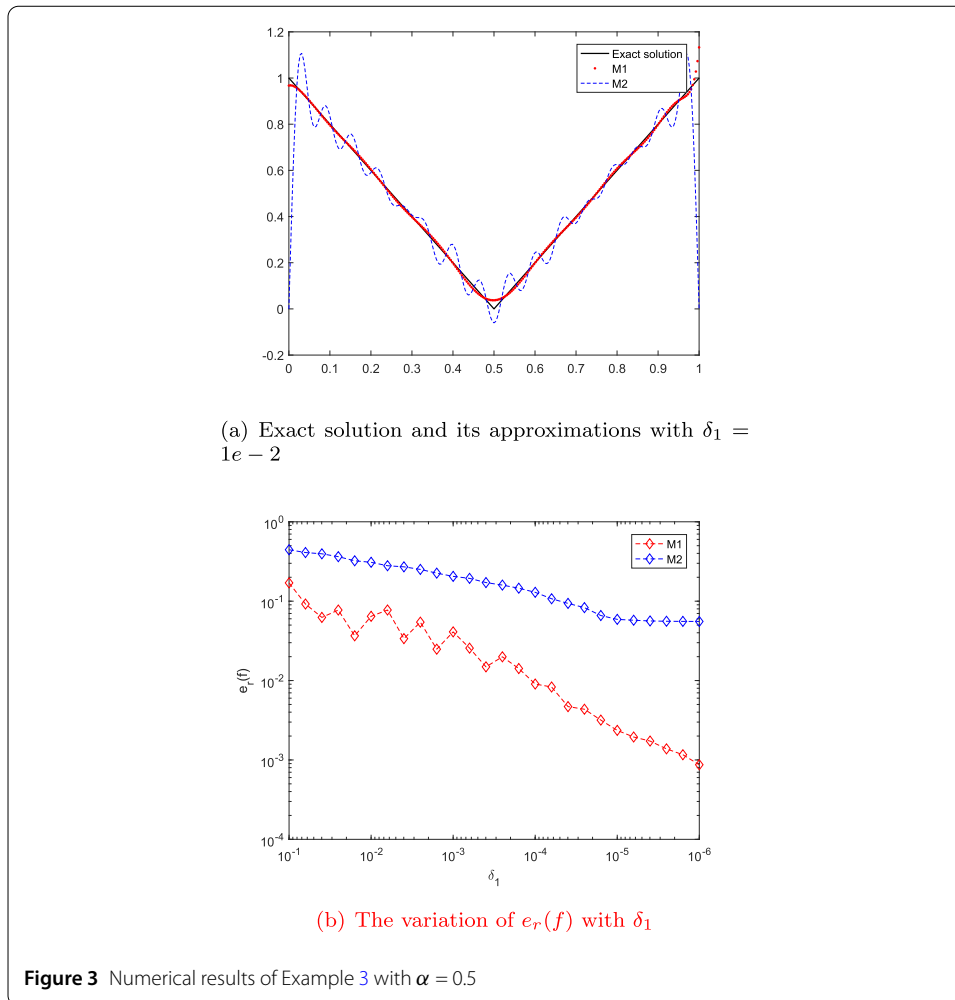 1.2
1
0.8
0.6
0.4
0.2
0
-0.2
0 0.1 0.2 0.3 0.4 0.5 0.6 0.7 0.8 0.9 1
Exact solution
M1
M2
(a) Exact solution and its approximations with δ₁ =
1e − 2
10⁰
10⁻¹
10⁻²
10⁻³
10⁻⁴
e_r(f)
10⁻¹ 10⁻² 10⁻³ 10⁻⁴ 10⁻⁵ 10⁻⁶
δ₁
M1
M2
(b) The variation of e_r(f) with δ₁
Figure 3 Numerical results of Example 3 with α = 0.5